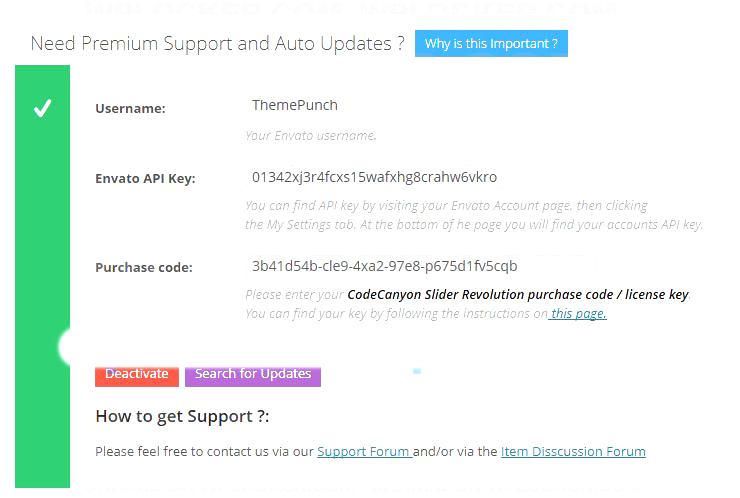 Need Premium Support and Auto Updates ? Why is this Important ?
Username: ThemePunch
Your Envato username.
Envato API Key: 01342xj3r4fcxs15wafxhg8crahw6vkro
You can find API key by visiting your Envato Account page, then clicking
the My Settings tab. At the bottom of he page you will find your accounts API key.
Purchase code: 3b41d54b-cle9-4xa2-97e8-p675d1fv5cqb
Please enter your CodeCanyon Slider Revolution purchase code / license key.
You can find your key by following the instructions on this page.
Deactivate Search for Updates
How to get Support ?:
Please feel free to contact us via our Support Forum and/or via the Item Disscussion Forum